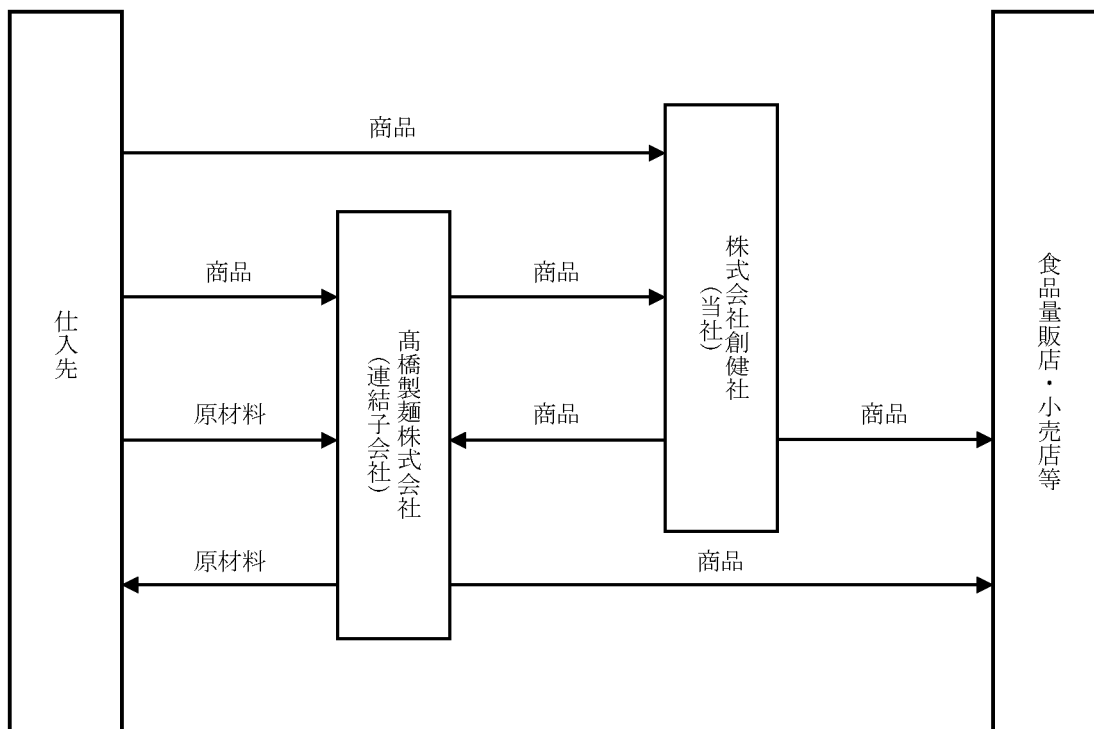 仕入先
商品
商品
原材料
原材料
髙橋製麺株式会社
(連結子会社)
商品
商品
商品
株式会社創健社
(当社)
商品
食品量販店・小売店等